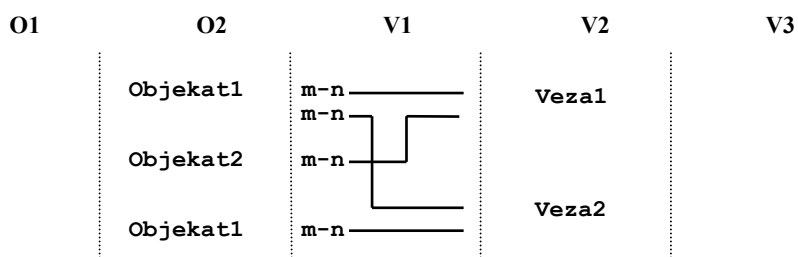 O1 O2 V1 V2 V3
Objekat1 m-n Veza1
m-n
Objekat2 m-n
Veza2
Objekat1 m-n